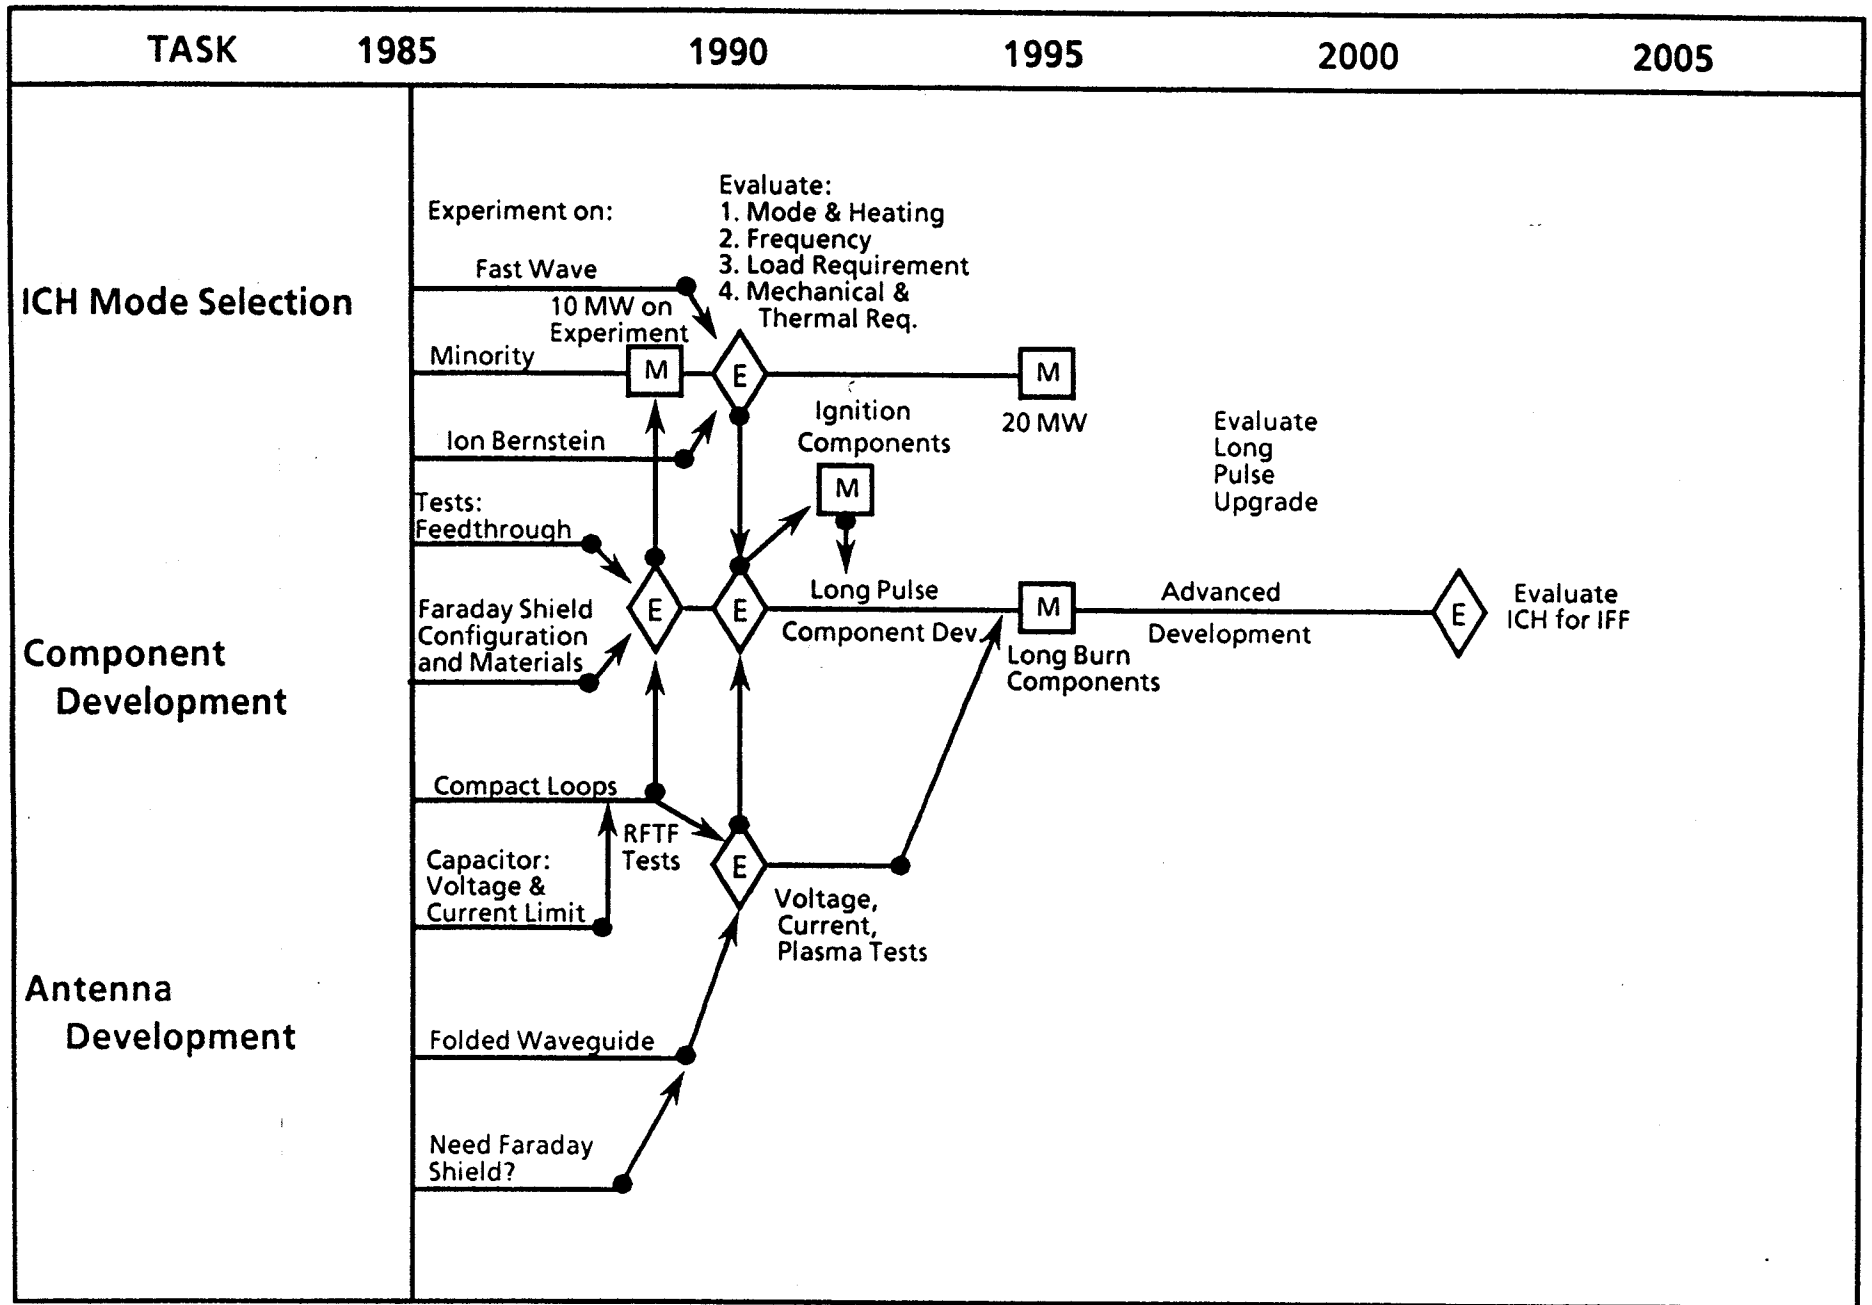 TASK 1985 1990 1995 2000 2005
Evaluate:
Experiment on:
1. Mode & Heating
2. Frequency
3. Load Requirement
4. Mechanical &
Thermal Req.
Fast Wave
ICH Mode Selection
10 MW on
Experiment
Minority
M
E
M
20 MW
Ion Bernstein
Ignition
Components
M
Evaluate
Long
Pulse
Upgrade
Tests:
Feedthrough
Faraday Shield
Configuration
and Materials
Component
Development
E
E
Long Pulse
Component Dev.
M
Long Burn
Components
Advanced
Development
E
Evaluate
ICH for IFF
Compact Loops
RFTF
Tests
Capacitor:
Voltage &
Current Limit
E
Voltage,
Current,
Plasma Tests
Antenna
Development
Folded Waveguide
Need Faraday
Shield?